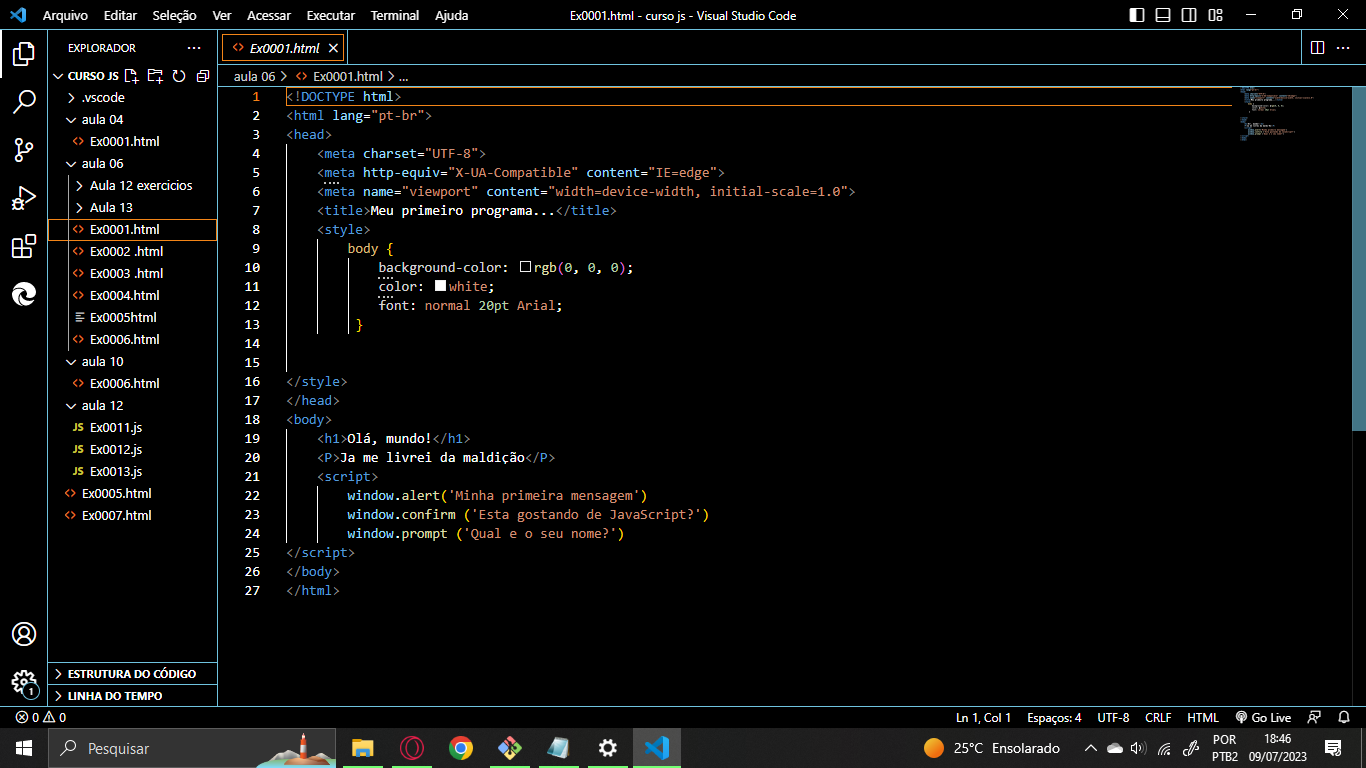 Arquivo Editar Seleção Ver Acessar Executar Terminal Ajuda Ex0001.html - curso js - Visual Studio Code
EXPLORADOR ...
CURSO JS
.vscode
aula 04
Ex0001.html
aula 06
Aula 12 exercicios
Aula 13
Ex0001.html
Ex0002 .html
Ex0003 .html
Ex0004.html
Ex0005html
Ex0006.html
aula 10
Ex0006.html
aula 12
JS Ex0011.js
JS Ex0012.js
JS Ex0013.js
Ex0005.html
Ex0007.html
ESTRUTURA DO CÓDIGO
LINHA DO TEMPO
Ex0001.html
aula 06 > Ex0001.html > ...
1 <!DOCTYPE html>
2 <html lang="pt-br">
3 <head>
4 <meta charset="UTF-8">
5 <meta http-equiv="X-UA-Compatible" content="IE=edge">
6 <meta name="viewport" content="width=device-width, initial-scale=1.0">
7 <title>Meu primeiro programa...</title>
8 <style>
9 body {
10 background-color: rgb(0, 0, 0);
11 color: white;
12 font: normal 20pt Arial;
13 }
14
15
16 </style>
17 </head>
18 <body>
19 <h1>Olá, mundo!</h1>
20 <P>Ja me livrei da maldição</P>
21 <script>
22 window.alert('Minha primeira mensagem')
23 window.confirm ('Esta gostando de JavaScript?')
24 window.prompt ('Qual e o seu nome?')
25 </script>
26 </body>
27 </html>
1
0 0 Ln 1, Col 1 Espaços: 4 UTF-8 CRLF HTML Go Live
Pesquisar 25°C Ensolarado POR 18:46
PTB2 09/07/2023